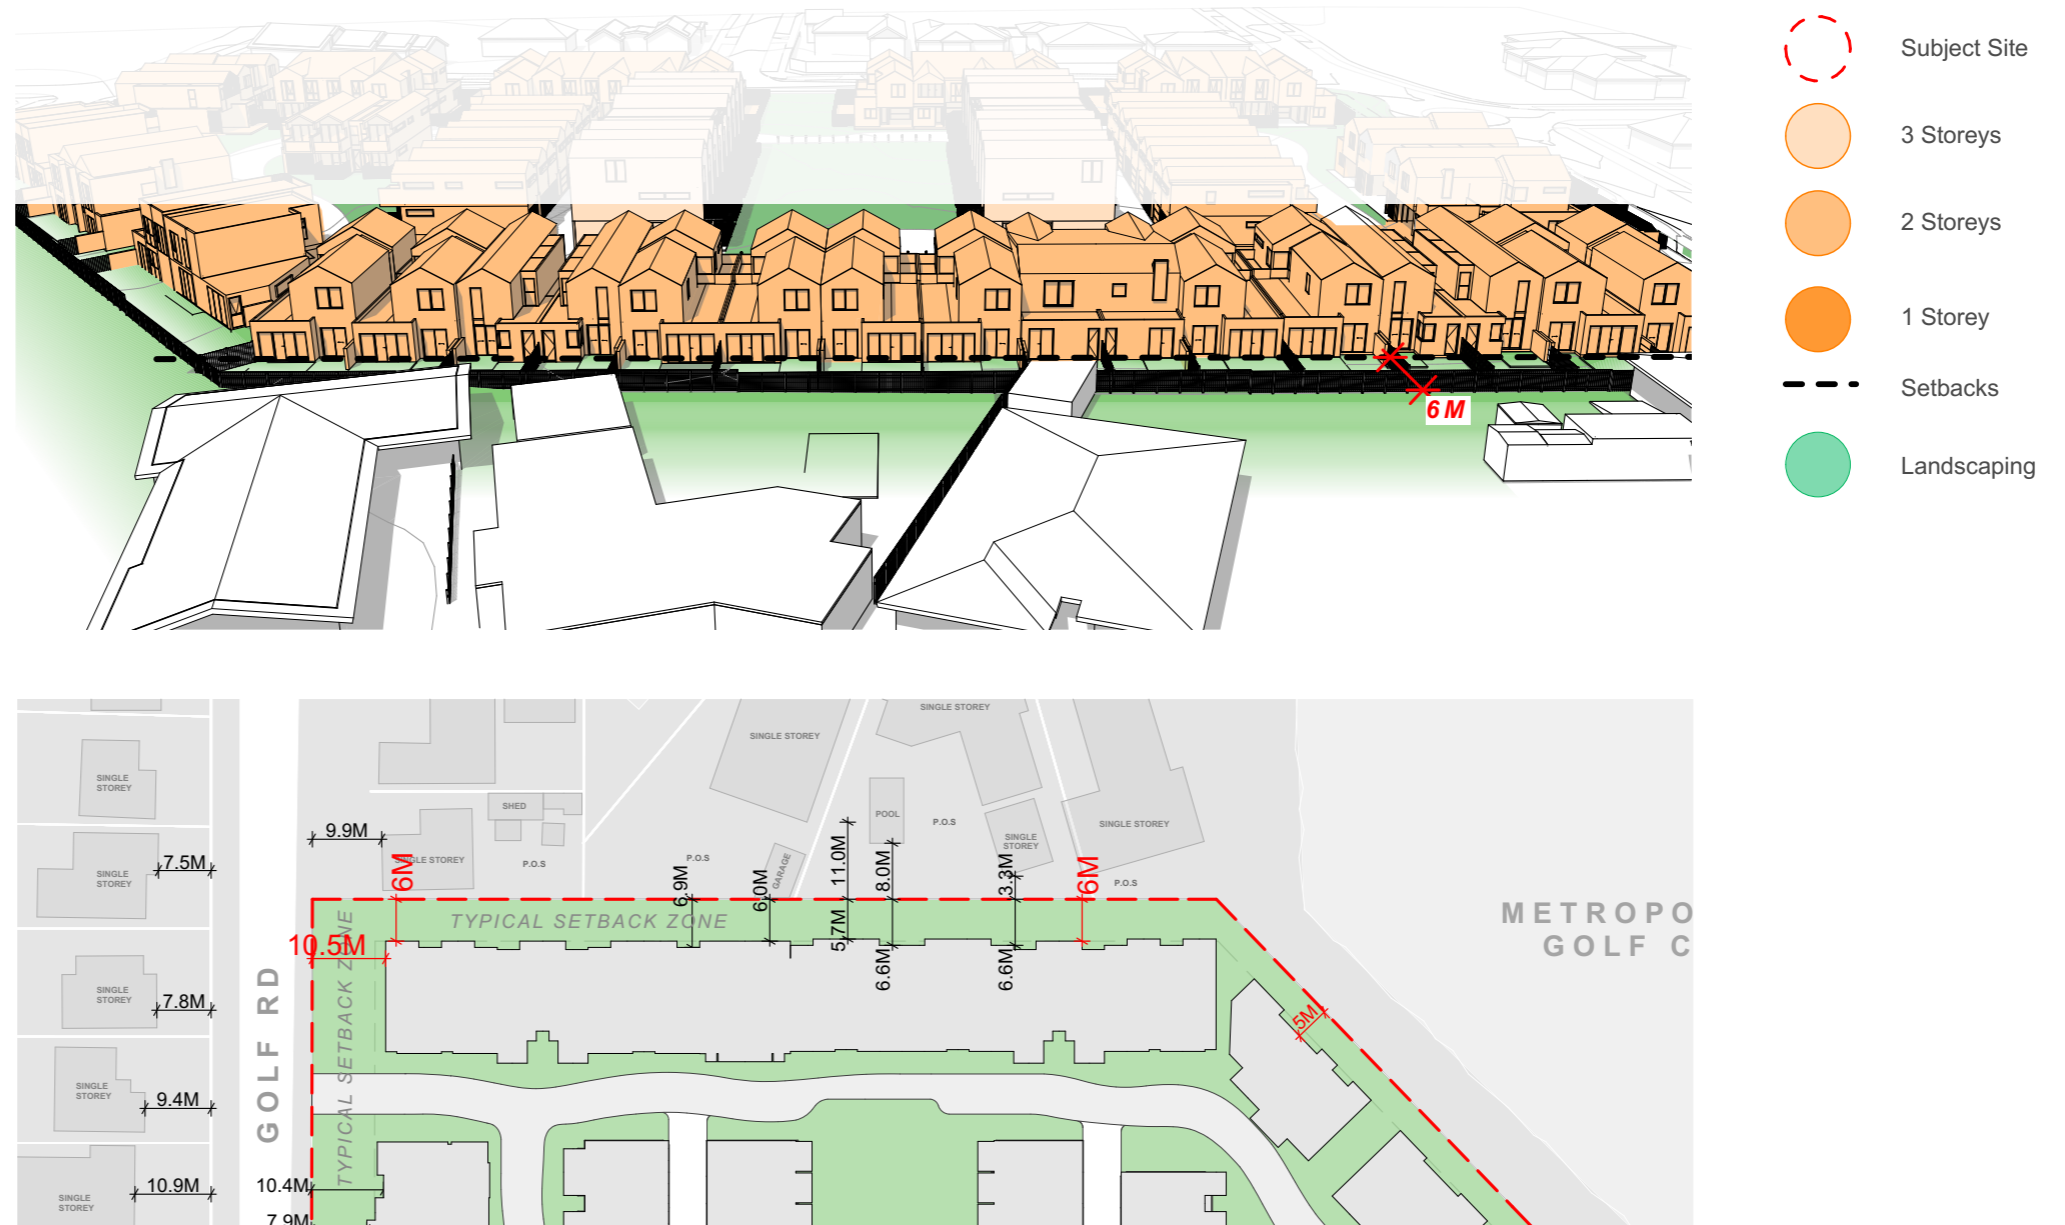 Subject Site
3 Storeys
2 Storeys
1 Storey
Setbacks
Landscaping
6 M
SINGLE STOREY
SINGLE STOREY
SINGLE
STOREY
SHED
POOL
P.O.S
SINGLE STOREY
9.9M
SINGLE
STOREY
7.5M
SINGLE
STOREY
SINGLE STOREY
6M
P.O.S
P.O.S
6.9M
6.0M
GARAGE
11.0M
8.0M
3.3M
6M
P.O.S
TYPICAL SETBACK ZONE
5.7M
6.6M
6.6M
METROPO
GOLF C
10.5M
TYPICAL SETBACK ZONE
GOLF RD
SINGLE
STOREY
7.8M
5M
SINGLE
STOREY
9.4M
SINGLE
STOREY
10.9M
10.4M
7.9M